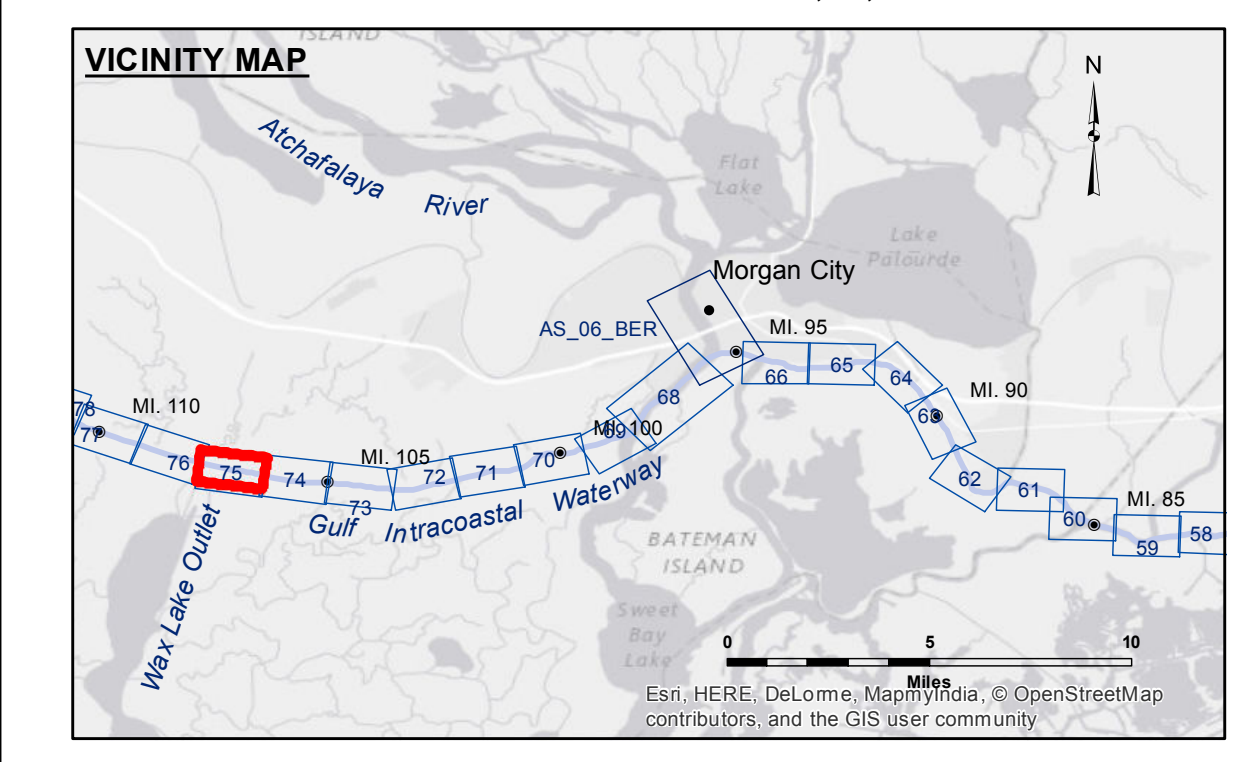 ISLAND
VICINITY MAP
N
Atchafalaya River
Flat
Lake
Lake
Palourde
Morgan City
AS_06_BER
MI. 95
66
65
64
68
MI. 90
63
78
77
MI. 110
69
MI. 100
76
75
74
MI. 105
73
72
71
70
62
61
60
MI. 85
59
58
Gulf Intracoastal Waterway
Wax Lake Outlet
BATEMAN
ISLAND
Sweet
Bay
Lake
0 5 10
Miles
Esri, HERE, DeLorme, MapmyIndia, © OpenStreetMap
contributors, and the GIS user community